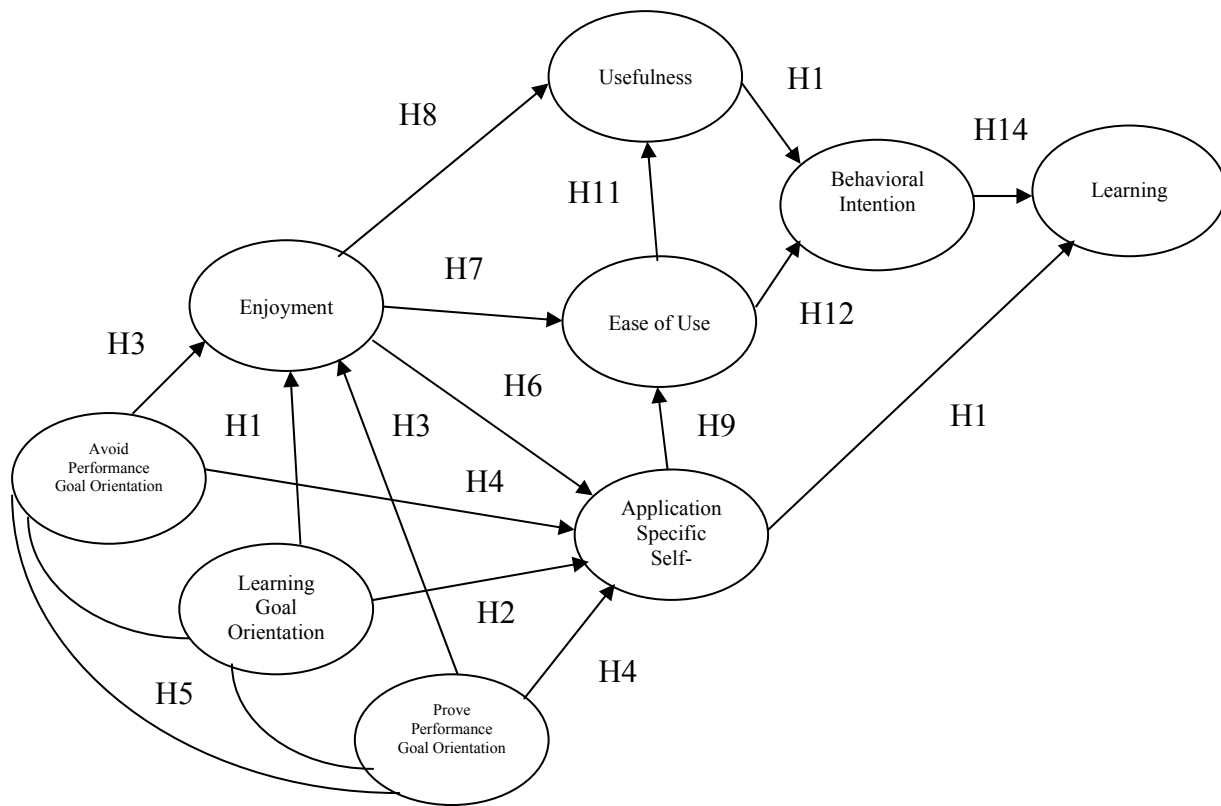 Usefulness
H1
H8
H14
Behavioral
Intention
Learning
H11
H7
Enjoyment
Ease of Use
H12
H3
H6
H1
H3
H9
H1
Avoid
Performance
Goal Orientation
H4
Application
Specific
Self-
Learning
Goal
Orientation
H2
H4
H5
Prove
Performance
Goal Orientation